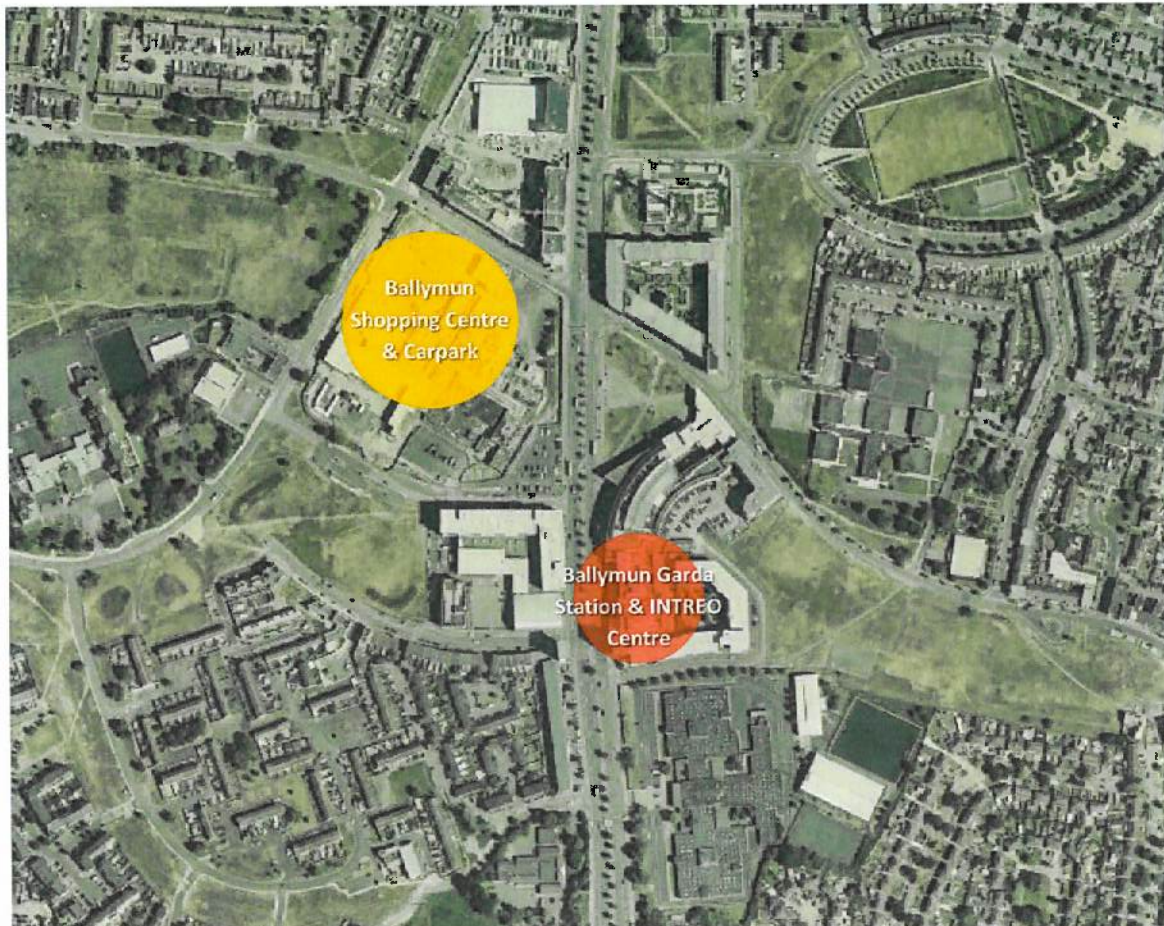 Ballymun
Shopping Centre
& Carpark
Ballymun Garda
Station & INTREO
Centre